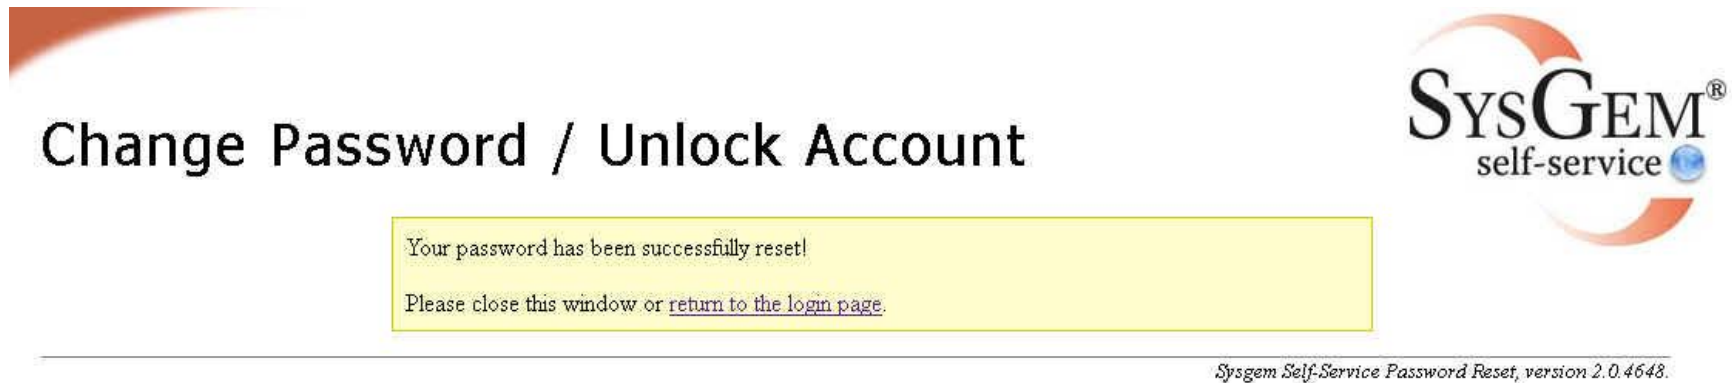 SYSGEM®
self-service
Change Password / Unlock Account
Your password has been successfully reset!
Please close this window or return to the login page.
Sysgem Self-Service Password Reset, version 2.0.4648.